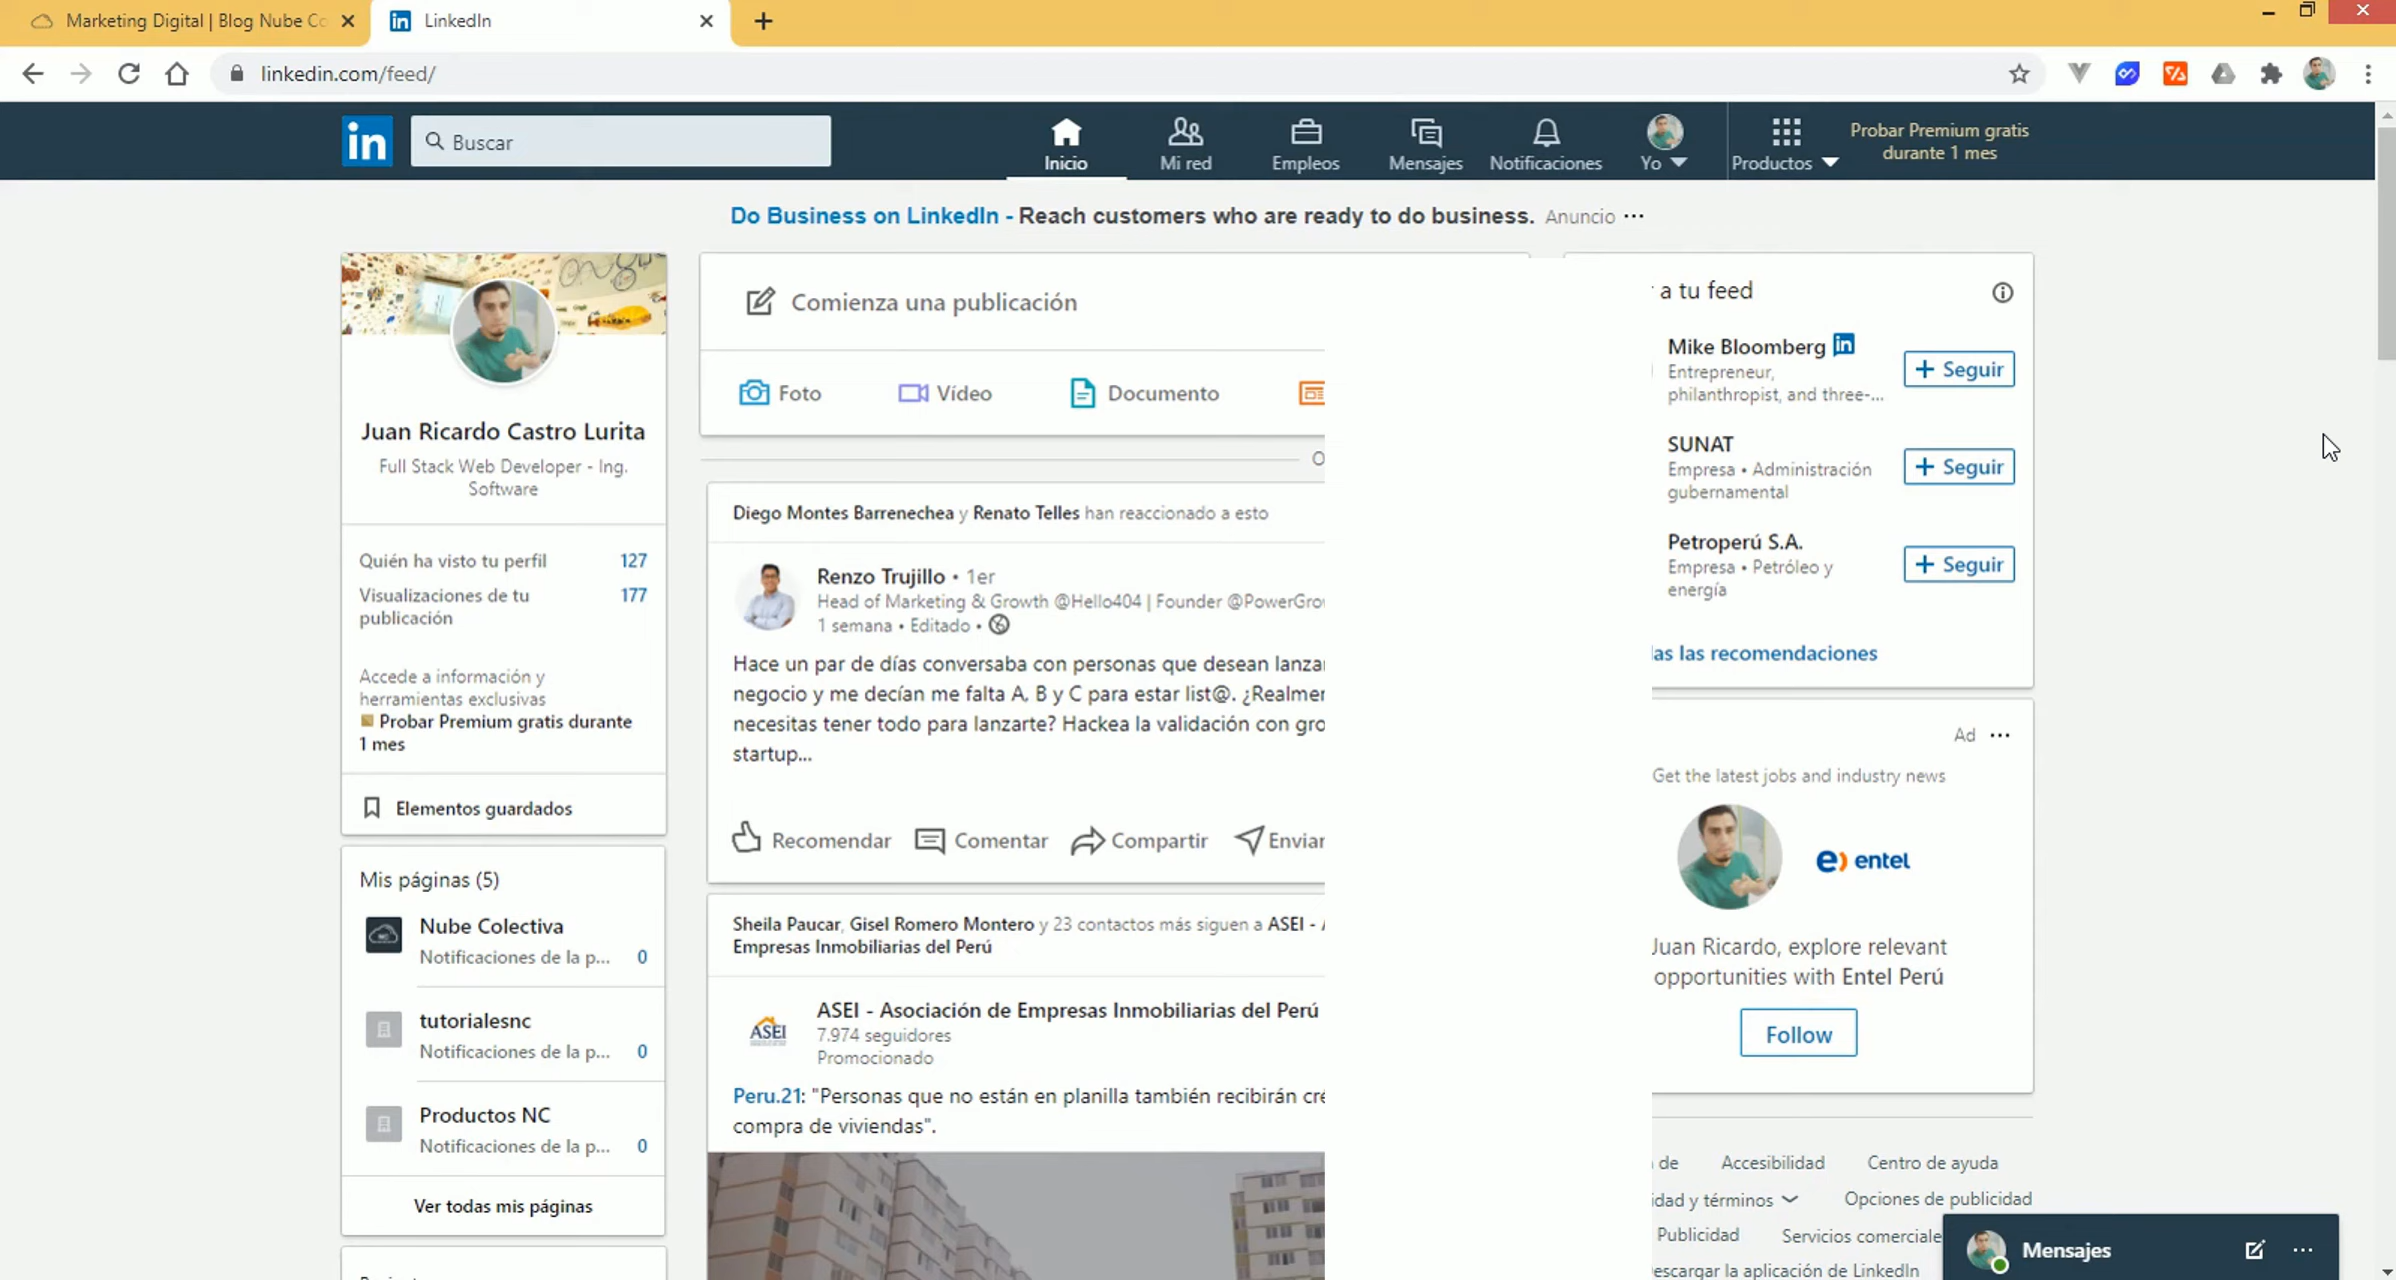 Marketing Digital | Blog Nube Co
LinkedIn
linkedin.com/feed/
in
Buscar
Inicio
Mi red
Empleos
Mensajes
Notificaciones
Yo
Productos
Probar Premium gratis
durante 1 mes
Do Business on LinkedIn - Reach customers who are ready to do business. Anuncio
Juan Ricardo Castro Lurita
Full Stack Web Developer - Ing.
Software
Quién ha visto tu perfil 127
Visualizaciones de tu 177
publicación
Accede a información y
herramientas exclusivas
Probar Premium gratis durante
1 mes
Elementos guardados
Mis páginas (5)
Nube Colectiva
Notificaciones de la p... 0
tutorialesnc
Notificaciones de la p... 0
Productos NC
Notificaciones de la p... 0
Ver todas mis páginas
Comienza una publicación
Foto
Vídeo
Documento
Diego Montes Barrenechea y Renato Telles han reaccionado a esto
Renzo Trujillo • 1er
Head of Marketing & Growth @Hello404 | Founder @PowerGro
1 semana • Editado •
Hace un par de días conversaba con personas que desean lanza
negocio y me decían me falta A, B y C para estar list@. ¿Realmer
necesitas tener todo para lanzarte? Hackea la validación con gro
startup...
Recomendar
Comentar
Compartir
Enviar
Sheila Paucar, Gisel Romero Montero y 23 contactos más siguen a ASEI -
Empresas Inmobiliarias del Perú
ASEI
ASEI - Asociación de Empresas Inmobiliarias del Perú
7.974 seguidores
Promocionado
Peru.21: "Personas que no están en planilla también recibirán cré
compra de viviendas".
a tu feed
Mike Bloomberg in
Entrepreneur,
philanthropist, and three-...
+ Seguir
SUNAT
Empresa • Administración
gubernamental
+ Seguir
Petroperú S.A.
Empresa • Petróleo y
energía
+ Seguir
las las recomendaciones
Ad
Get the latest jobs and industry news
e) entel
Juan Ricardo, explore relevant
opportunities with Entel Perú
Follow
de Accesibilidad Centro de ayuda
idad y términos Opciones de publicidad
Publicidad Servicios comerciale
escargar la aplicación de LinkedIn
Mensajes